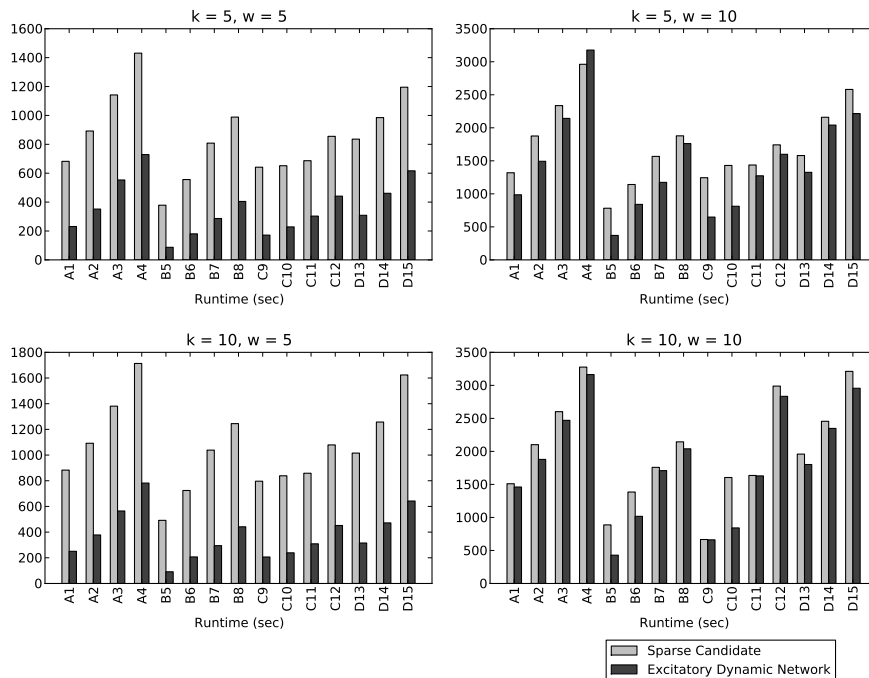 k = 5, w = 5
1600
1400
1200
1000
800
600
400
200
0
A1 A2 A3 A4 B5 B6 B7 B8 C9 C10 C11 C12 D13 D14 D15
Runtime (sec)
k = 5, w = 10
3500
3000
2500
2000
1500
1000
500
0
A1 A2 A3 A4 B5 B6 B7 B8 C9 C10 C11 C12 D13 D14 D15
Runtime (sec)
k = 10, w = 5
1800
1600
1400
1200
1000
800
600
400
200
0
A1 A2 A3 A4 B5 B6 B7 B8 C9 C10 C11 C12 D13 D14 D15
Runtime (sec)
k = 10, w = 10
3500
3000
2500
2000
1500
1000
500
0
A1 A2 A3 A4 B5 B6 B7 B8 C9 C10 C11 C12 D13 D14 D15
Runtime (sec)
Sparse Candidate
Excitatory Dynamic Network